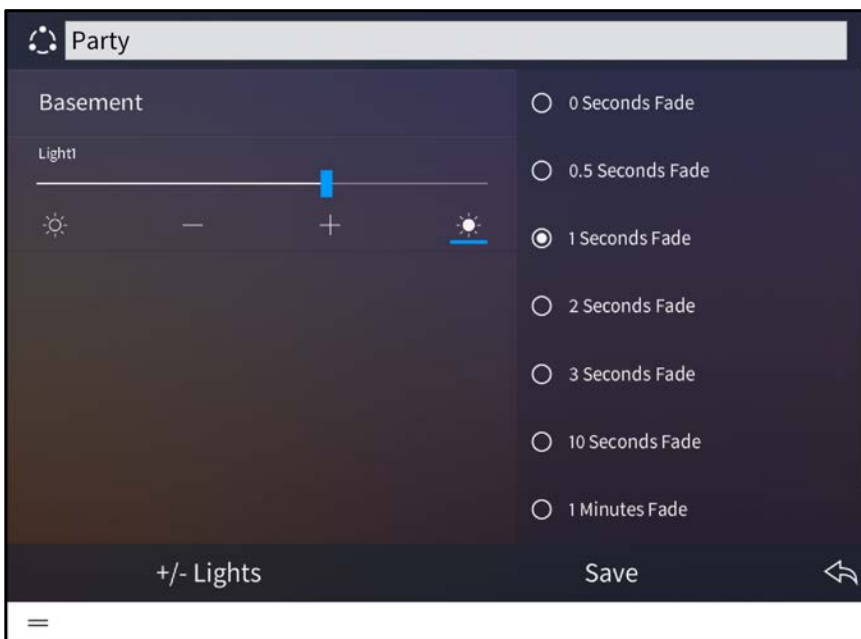 Party
Basement
Light1
0 Seconds Fade
0.5 Seconds Fade
1 Seconds Fade
2 Seconds Fade
3 Seconds Fade
10 Seconds Fade
1 Minutes Fade
+/- Lights
Save